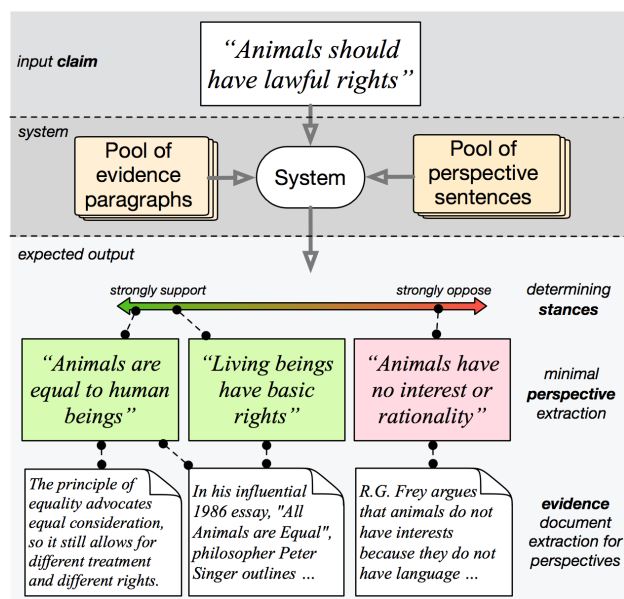 input claim
“Animals should
have lawful rights”
system
Pool of
evidence
paragraphs
System
Pool of
perspective
sentences
expected output
strongly support
strongly oppose
determining
stances
“Animals are
equal to human
beings”
“Living beings
have basic
rights”
“Animals have
no interest or
rationality”
minimal
perspective
extraction
The principle of
equality advocates
equal consideration,
so it still allows for
different treatment
and different rights.
In his influential
1986 essay, "All
Animals are Equal",
philosopher Peter
Singer outlines ...
R.G. Frey argues
that animals do not
have interests
because they do not
have language ...
evidence
document
extraction for
perspectives